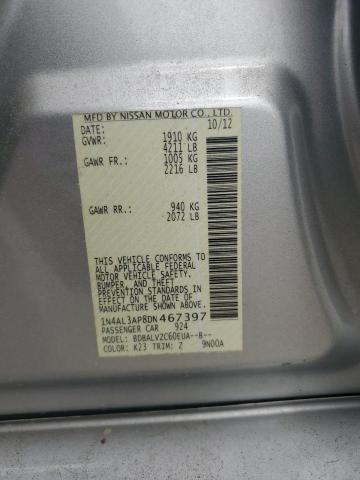 MFD BY NISSAN MOTOR CO., LTD.
DATE: 10/12
GVWR: 1910 KG
4211 LB
GAWR FR.: 1005 KG
2216 LB
GAWR RR.: 940 KG
2072 LB
THIS VEHICLE CONFORMS TO
ALL APPLICABLE FEDERAL
MOTOR VEHICLE SAFETY,
BUMPER, AND THEFT
PREVENTION STANDARDS
IN EFFECT ON THE DATE OF
MANUFACTURE SHOWN ABOVE.
1N4AL3AP8DN467397
PASSENGER CAR 924
MODEL: BDBALV2C60EUA--B--
COLOR: K23 TRIM: Z 9N00A